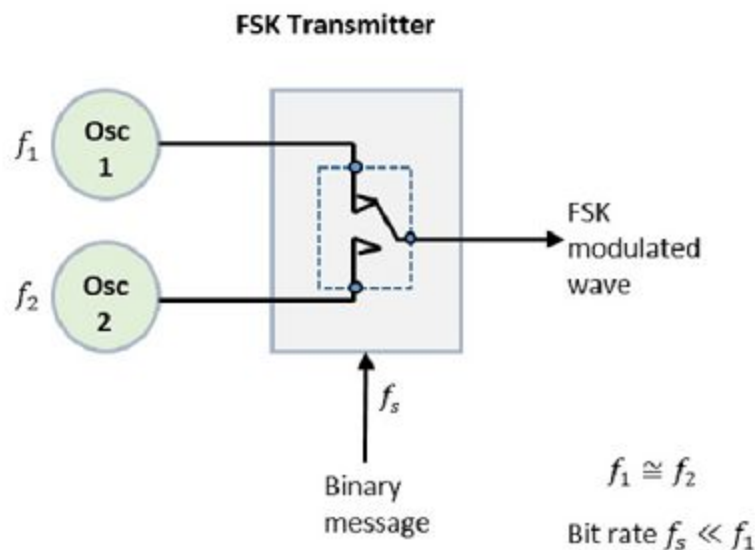 FSK Transmitter
f₁
Osc
1
f₂
Osc
2
FSK
modulated
wave
fₛ
Binary
message
f₁ ≅ f₂
Bit rate fₛ ≪ f₁